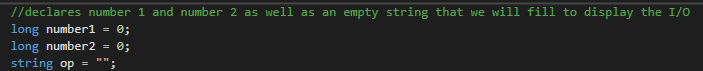 //declares number 1 and number 2 as well as an empty string that we will fill to display the I/O
long number1 = 0;
long number2 = 0;
string op = "";